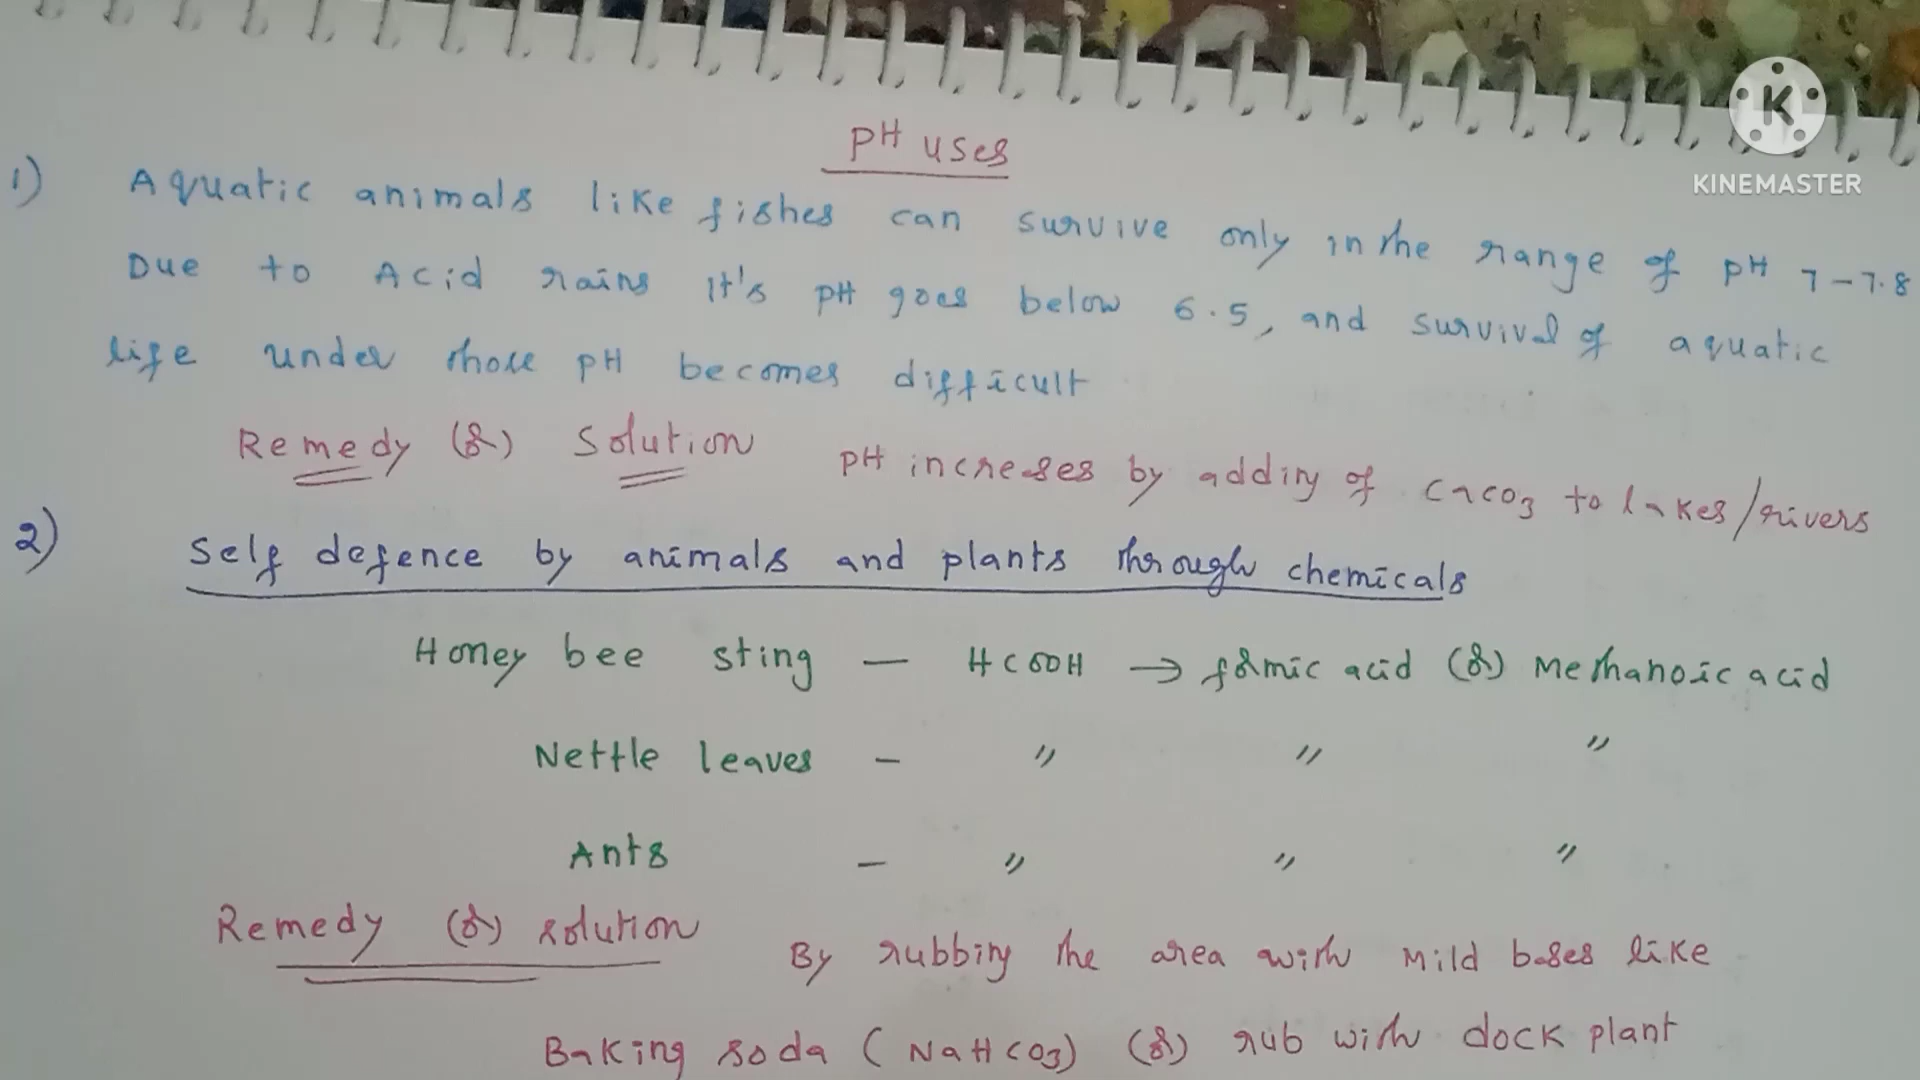 pH uses
1) Aquatic animals like fishes can survive only in the range of pH 7-7.8
Due to Acid rains It's pH goes below 6.5, and survival of aquatic
life under those pH becomes difficult
Remedy (or) Solution pH increases by adding of CaCO3 to lakes/rivers
2) Self defence by animals and plants through chemicals
Honey bee sting — HCOOH → formic acid (or) Methanoic acid
Nettle leaves - " " "
Ants - " " "
Remedy (or) solution By rubbing the area with Mild bases like
Baking soda (NaHCO3) (or) rub with dock plant
KINEMASTER